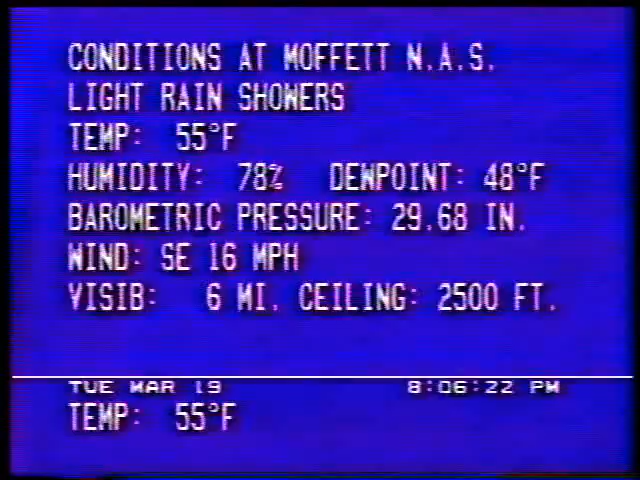 CONDITIONS AT MOFFETT N.A.S.
LIGHT RAIN SHOWERS
TEMP:  55°F
HUMIDITY:  78%  DEWPOINT: 48°F
BAROMETRIC PRESSURE: 29.68 IN.
WIND: SE 16 MPH
VISIB:   6 MI. CEILING: 2500 FT.
TUE MAR 19 8:06:22 PM
TEMP:  55°F